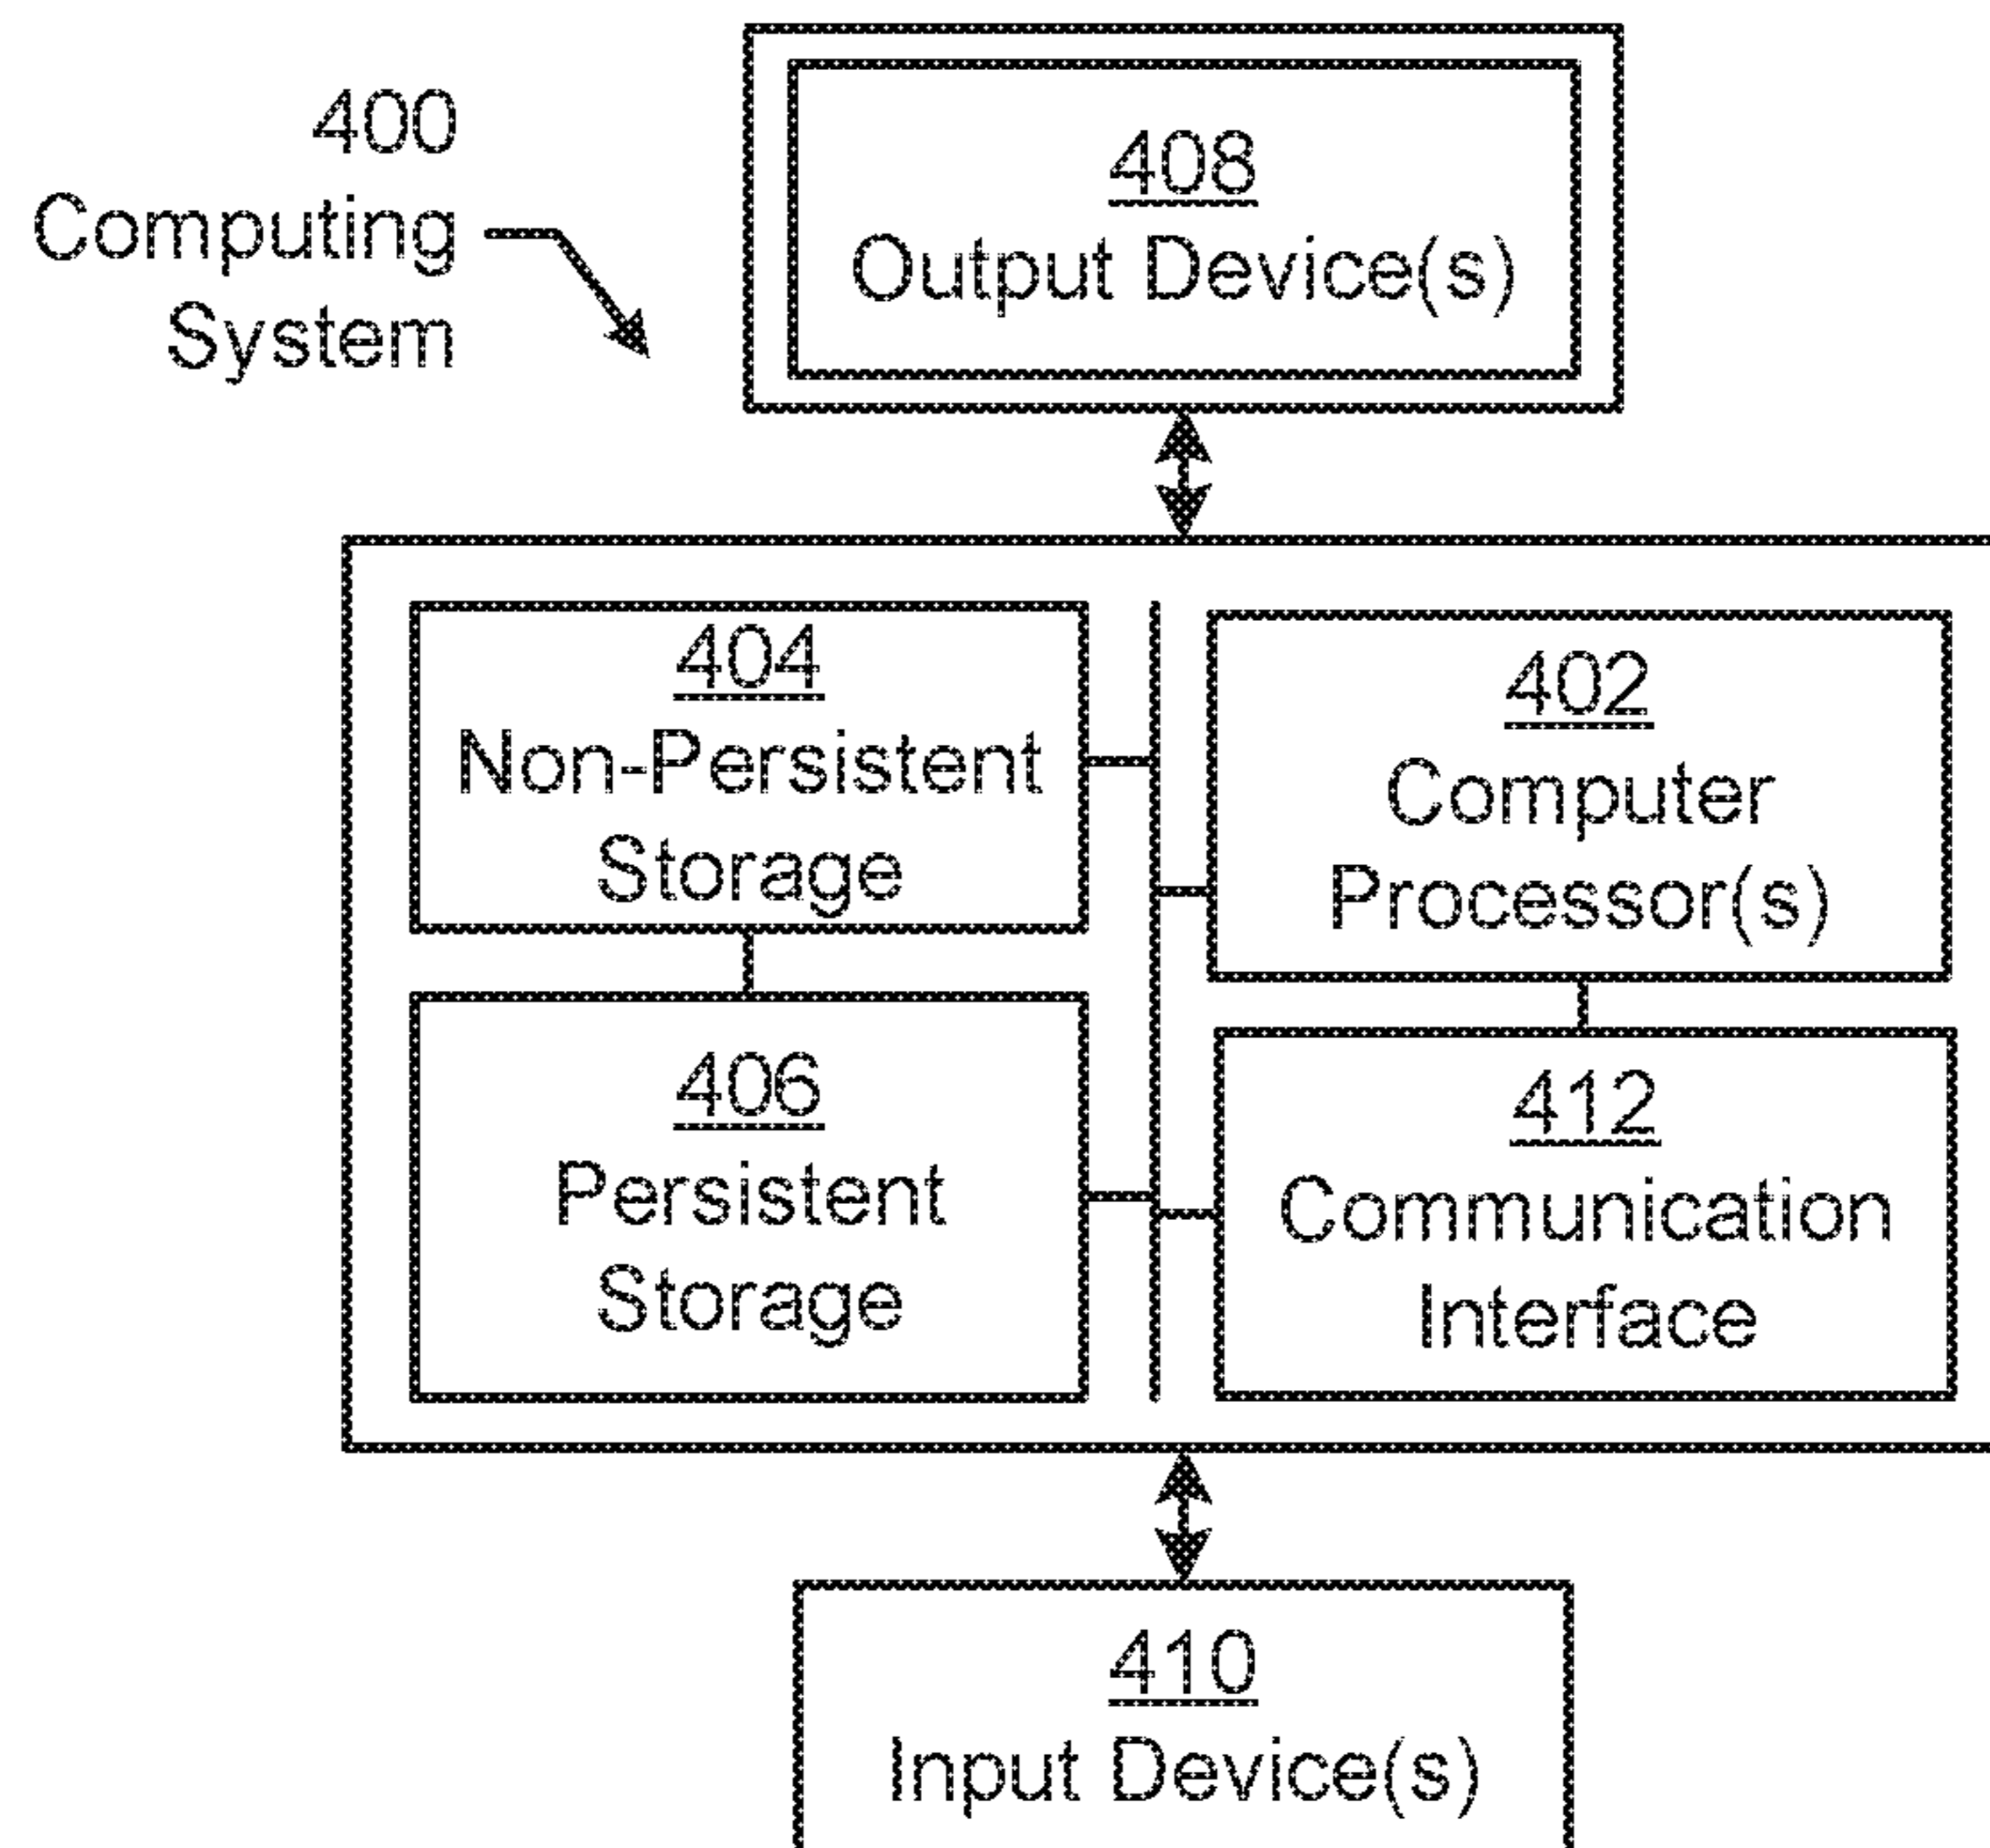 400
Computing
System
408
Output Device(s)
404
Non-Persistent
Storage
402
Computer
Processor(s)
406
Persistent
Storage
412
Communication
Interface
410
Input Device(s)